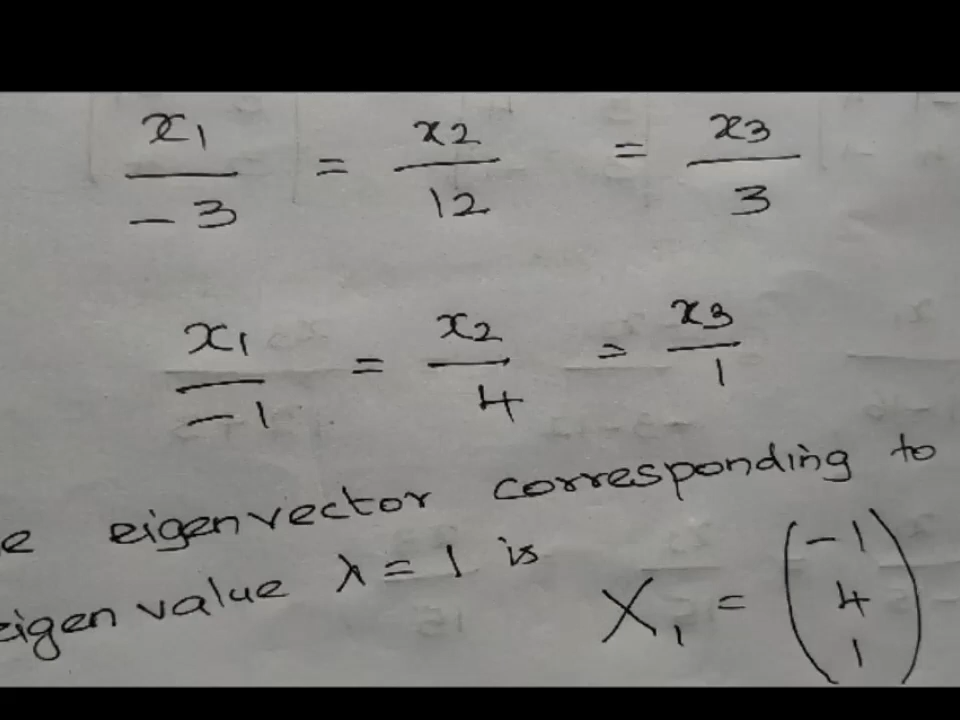 x₁/-3 = x₂/12 = x₃/3
x₁/-1 = x₂/4 = x₃/1
e eigenvector corresponding to
eigen value λ = 1 is X₁ = (-1 4 1)